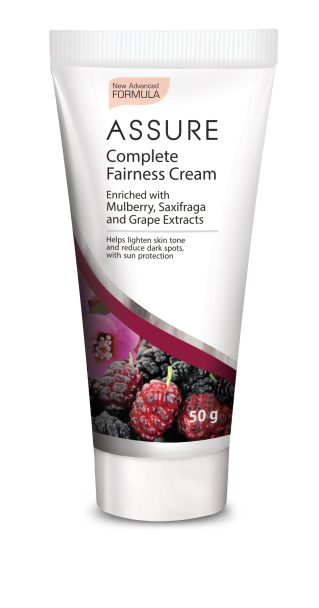 New Advanced
FORMULA
ASSURE
Complete
Fairness Cream
Enriched with
Mulberry, Saxifraga
and Grape Extracts
Helps lighten skin tone
and reduce dark spots,
with sun protection
50 g